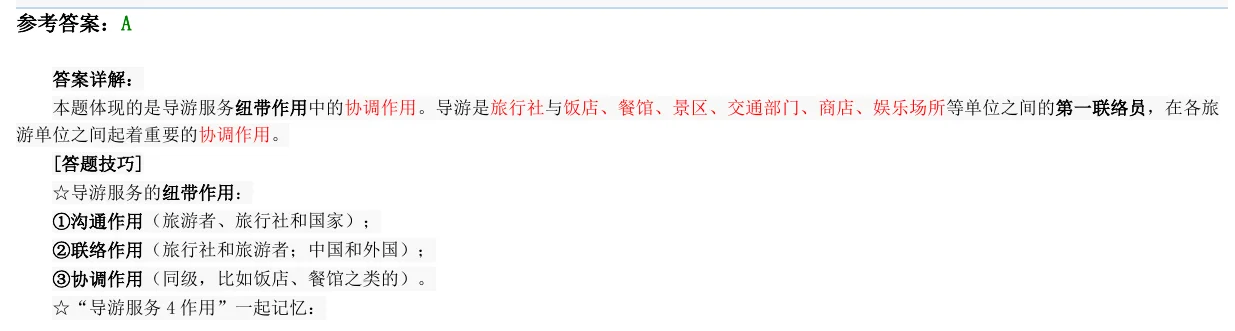 参考答案：A
答案详解：
本题体现的是导游服务纽带作用中的协调作用。导游是旅行社与饭店、餐馆、景区、交通部门、商店、娱乐场所等单位之间的第一联络员，在各旅
游单位之间起着重要的协调作用。
[答题技巧]
☆导游服务的纽带作用：
①沟通作用（旅游者、旅行社和国家）；
②联络作用（旅行社和旅游者；中国和外国）；
③协调作用（同级，比如饭店、餐馆之类的）。
☆“导游服务4作用”一起记忆：